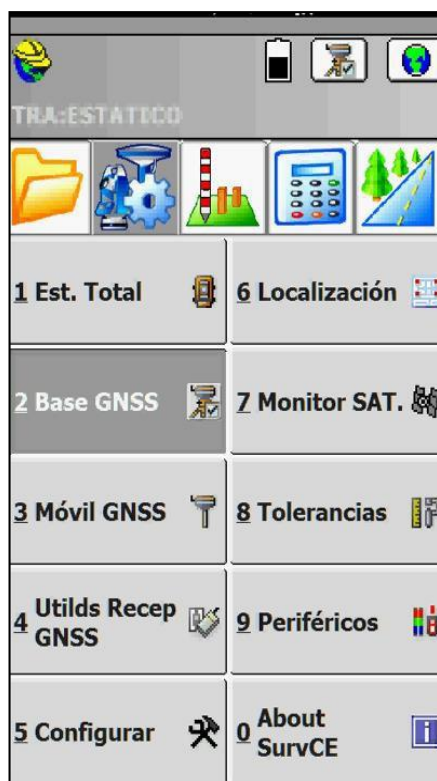 TRA:ESTATICO
1 Est. Total
6 Localización
2 Base GNSS
7 Monitor SAT.
3 Móvil GNSS
8 Tolerancias
4 Utilds Recep
GNSS
9 Periféricos
5 Configurar
0 About
SurvCE